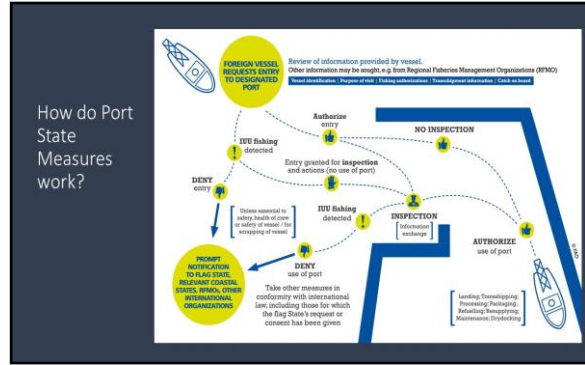 How do Port
State
Measures
work?
FOREIGN VESSEL
REQUESTS ENTRY
TO DESIGNATED
PORT
Review of information provided by vessel.
Other information may be sought, e.g. from Regional Fisheries Management Organizations (RFMO)
Vessel identification | Purpose of visit | Fishing authorizations | Transshipment information | Catch on board
Authorize
entry
NO INSPECTION
IUU fishing
detected
Entry granted for inspection
and actions (no use of port)
DENY
entry
Unless essential to
safety, health of crew
or safety of vessel / for
scrapping of vessel
IUU fishing
detected
INSPECTION
Information
exchange
AUTHORIZE
use of port
© FAO
DENY
use of port
PROMPT
NOTIFICATION
TO FLAG STATE,
RELEVANT COASTAL
STATES, RFMOs, OTHER
INTERNATIONAL
ORGANIZATIONS
Take other measures in
conformity with international
law, including those for which
the flag State's request or
consent has been given
Landing; Transshipping;
Processing; Packaging;
Refuelling; Resupplying;
Maintenance; Drydocking